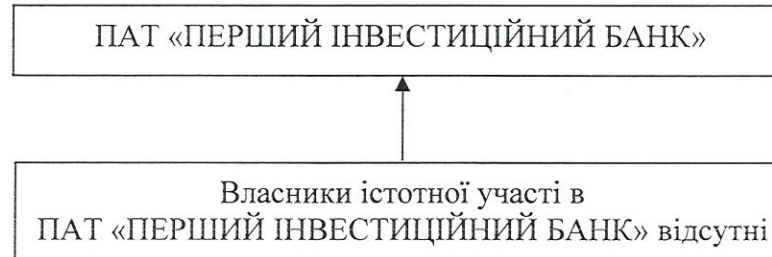 ПАТ «ПЕРШИЙ ІНВЕСТИЦІЙНИЙ БАНК»
Власники істотної участі в
ПАТ «ПЕРШИЙ ІНВЕСТИЦІЙНИЙ БАНК» відсутні